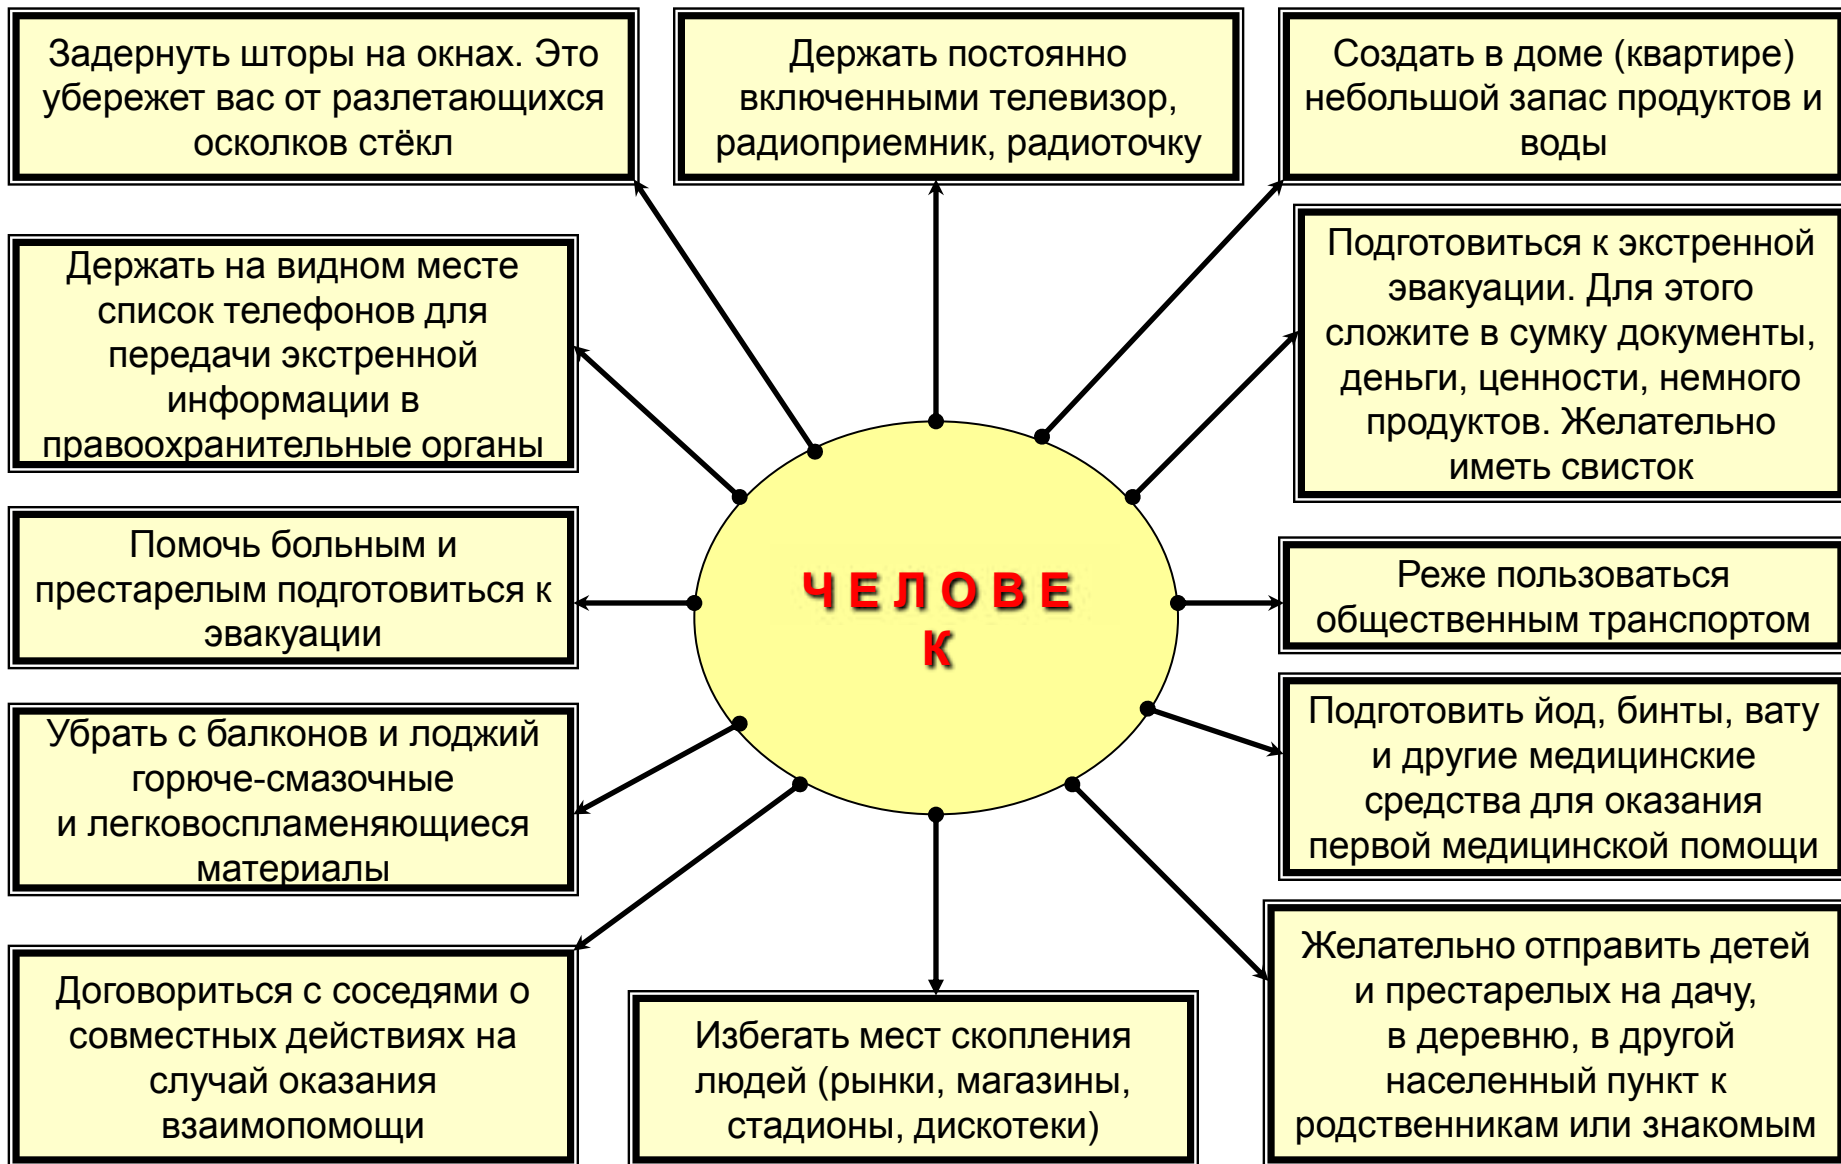 Задернуть шторы на окнах. Это
убережет вас от разлетающихся
осколков стёкл
Держать постоянно
включенными телевизор,
радиоприемник, радиоточку
Создать в доме (квартире)
небольшой запас продуктов и
воды
Держать на видном месте
список телефонов для
передачи экстренной
информации в
правоохранительные органы
Подготовиться к экстренной
эвакуации. Для этого
сложите в сумку документы,
деньги, ценности, немного
продуктов. Желательно
иметь свисток
Помочь больным и
престарелым подготовиться к
эвакуации
Ч Е Л О В Е
К
Реже пользоваться
общественным транспортом
Убрать с балконов и лоджий
горюче-смазочные
и легковоспламеняющиеся
материалы
Подготовить йод, бинты, вату
и другие медицинские
средства для оказания
первой медицинской помощи
Договориться с соседями о
совместных действиях на
случай оказания
взаимопомощи
Избегать мест скопления
людей (рынки, магазины,
стадионы, дискотеки)
Желательно отправить детей
и престарелых на дачу,
в деревню, в другой
населенный пункт к
родственникам или знакомым